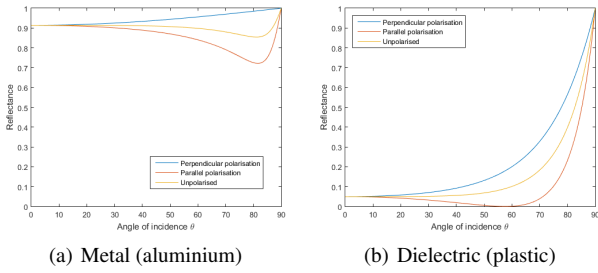 1
0.9
0.8
0.7
0.6
0.5
0.4
0.3
0.2
0.1
0
Reflectance
Perpendicular polarisation
Parallel polarisation
Unpolarised
0 10 20 30 40 50 60 70 80 90
Angle of incidence θ
(a) Metal (aluminium)
1
0.9
0.8
0.7
0.6
0.5
0.4
0.3
0.2
0.1
0
Reflectance
Perpendicular polarisation
Parallel polarisation
Unpolarised
0 10 20 30 40 50 60 70 80 90
Angle of incidence θ
(b) Dielectric (plastic)